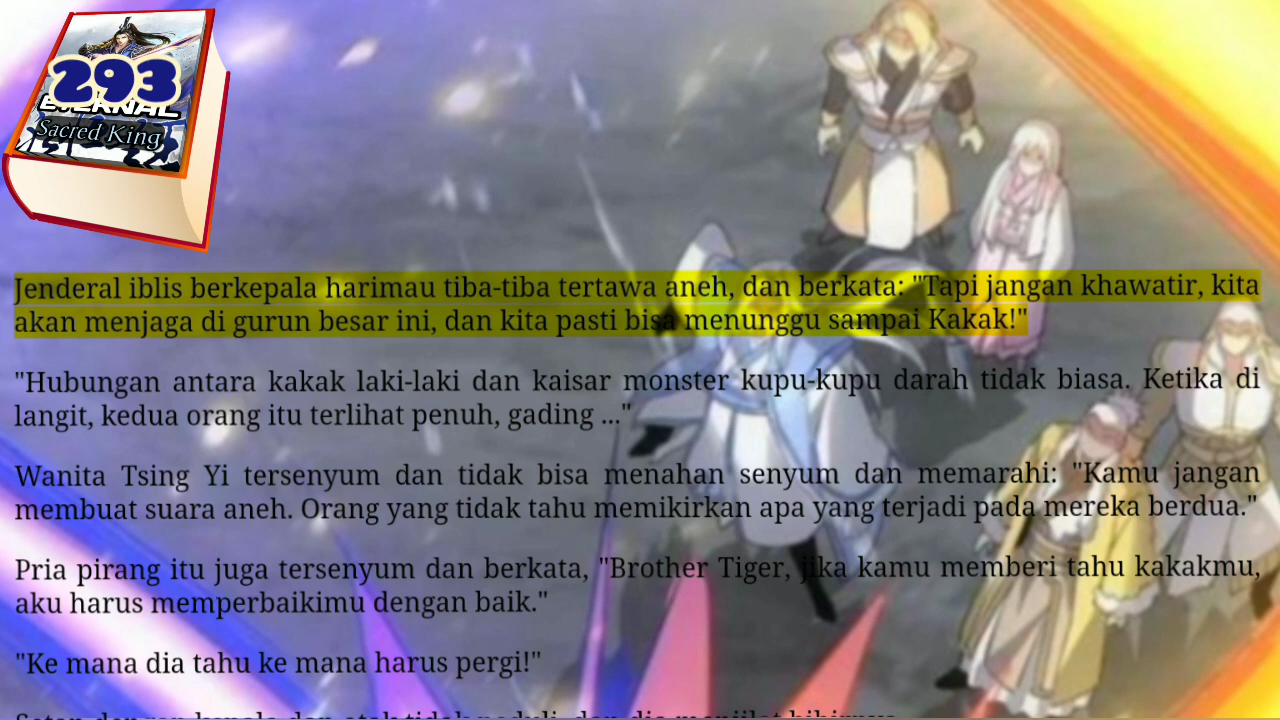 293
ETERNAL
Sacred King
Jenderal iblis berkepala harimau tiba-tiba tertawa aneh, dan berkata: "Tapi jangan khawatir, kita
akan menjaga di gurun besar ini, dan kita pasti bisa menunggu sampai Kakak!"
"Hubungan antara kakak laki-laki dan kaisar monster kupu-kupu darah tidak biasa. Ketika di
langit, kedua orang itu terlihat penuh, gading ..."
Wanita Tsing Yi tersenyum dan tidak bisa menahan senyum dan memarahi: "Kamu jangan
membuat suara aneh. Orang yang tidak tahu memikirkan apa yang terjadi pada mereka berdua."
Pria pirang itu juga tersenyum dan berkata, "Brother Tiger, jika kamu memberi tahu kakakmu,
aku harus memperbaikimu dengan baik."
"Ke mana dia tahu ke mana harus pergi!"